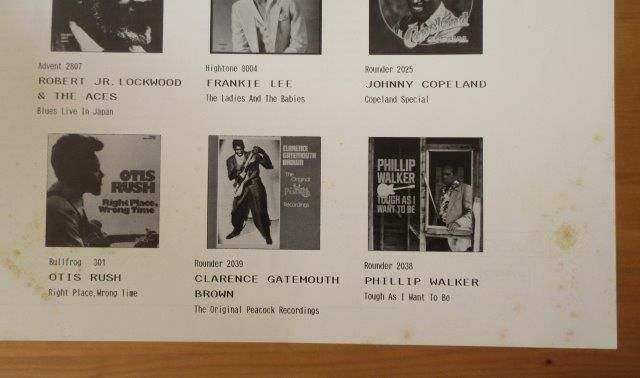 Copeland
SPECIAL
Advent 2807
ROBERT JR. LOCKWOOD
& THE ACES
Blues Live In Japan
Hightone 8004
FRANKIE LEE
The Ladies And The Babies
Rounder 2025
JOHNNY COPELAND
Copeland Special
OTIS
RUSH
Right Place,
Wrong Time
Bullfrog 301
OTIS RUSH
Right Place,Wrong Time
CLARENCE
GATEMOUTH
BROWN
The
Original
Peacock
Recordings
Rounder 2039
CLARENCE GATEMOUTH
BROWN
The Original Peacock Recordings
PHILLIP
WALKER
TOUGH AS I
WANT TO BE
Rounder 2038
PHILLIP WALKER
Tough As I Want To Be